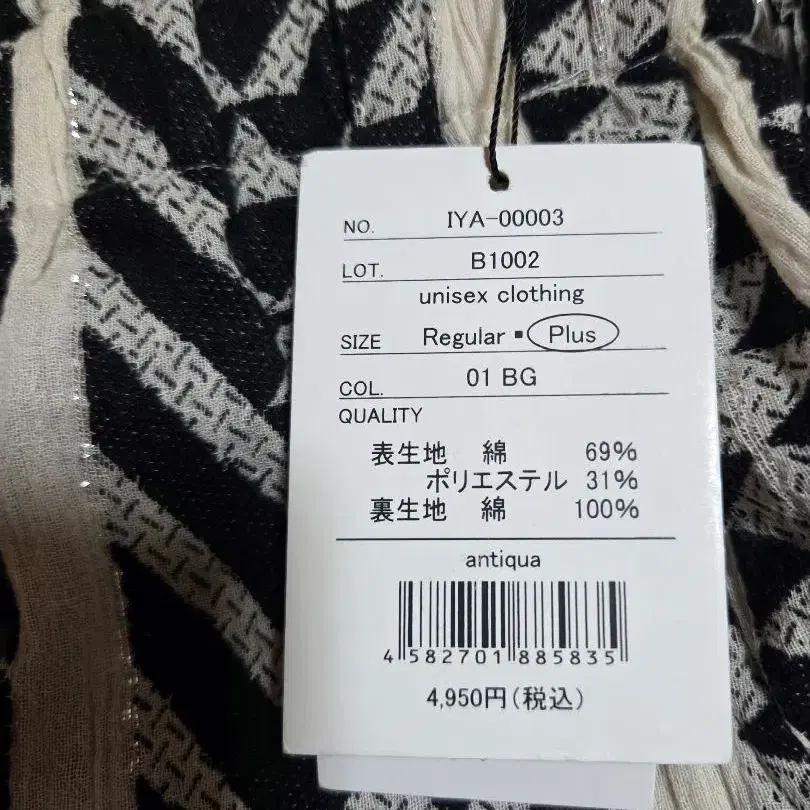 NO. IYA-00003
LOT. B1002
unisex clothing
SIZE Regular ▪ Plus
COL. 01 BG
QUALITY
表生地 綿 69%
ポリエステル 31%
裏生地 綿 100%
antiqua
4 582701 885835
4,950円(税込)